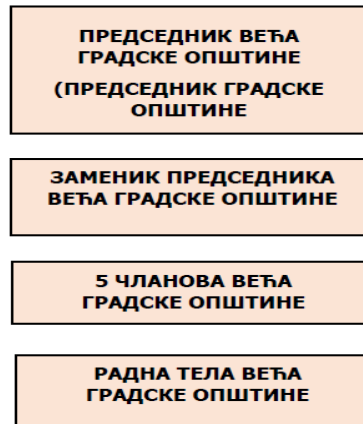 ПРЕДСЕДНИК ВЕЋА
ГРАДСКЕ ОПШТИНЕ
(ПРЕДСЕДНИК ГРАДСКЕ
ОПШТИНЕ
ЗАМЕНИК ПРЕДСЕДНИКА
ВЕЋА ГРАДСКЕ ОПШТИНЕ
5 ЧЛАНОВА ВЕЋА
ГРАДСКЕ ОПШТИНЕ
РАДНА ТЕЛА ВЕЋА
ГРАДСКЕ ОПШТИНЕ